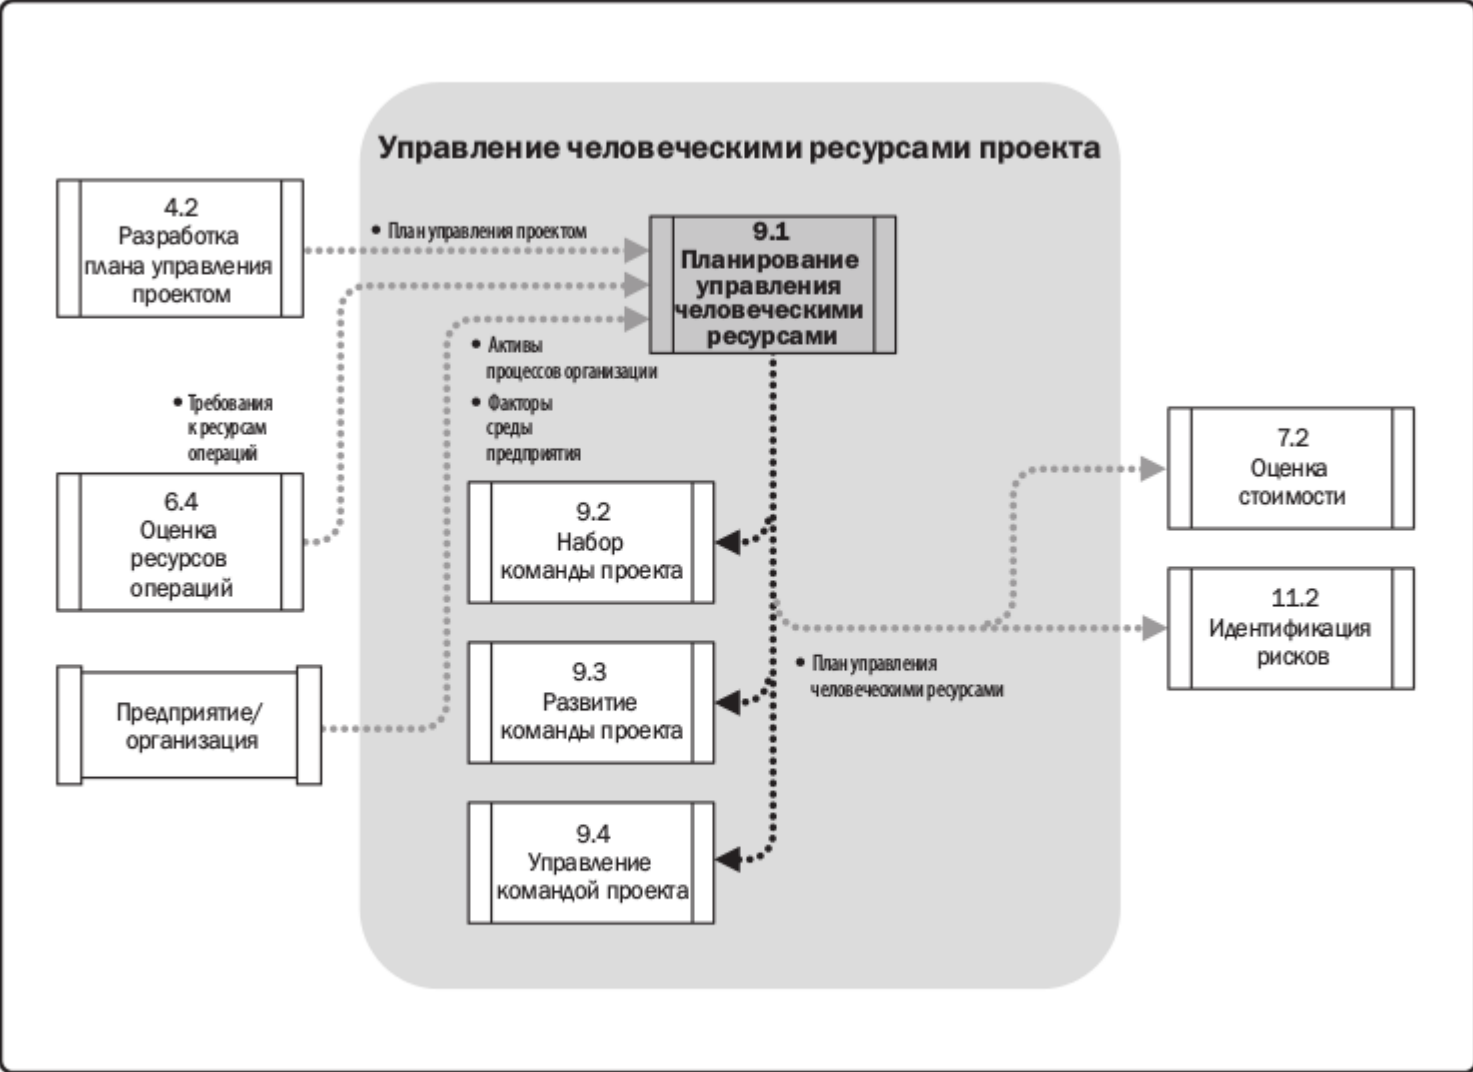 Управление человеческими ресурсами проекта
4.2
Разработка
плана управления
проектом
• План управления проектом
9.1
Планирование
управления
человеческими
ресурсами
• Активы
процессов организации
• Факторы
среды
предприятия
• Требования
к ресурсам
операций
6.4
Оценка
ресурсов
операций
Предприятие/
организация
9.2
Набор
команды проекта
9.3
Развитие
команды проекта
9.4
Управление
командой проекта
• План управления
человеческими ресурсами
7.2
Оценка
стоимости
11.2
Идентификация
рисков